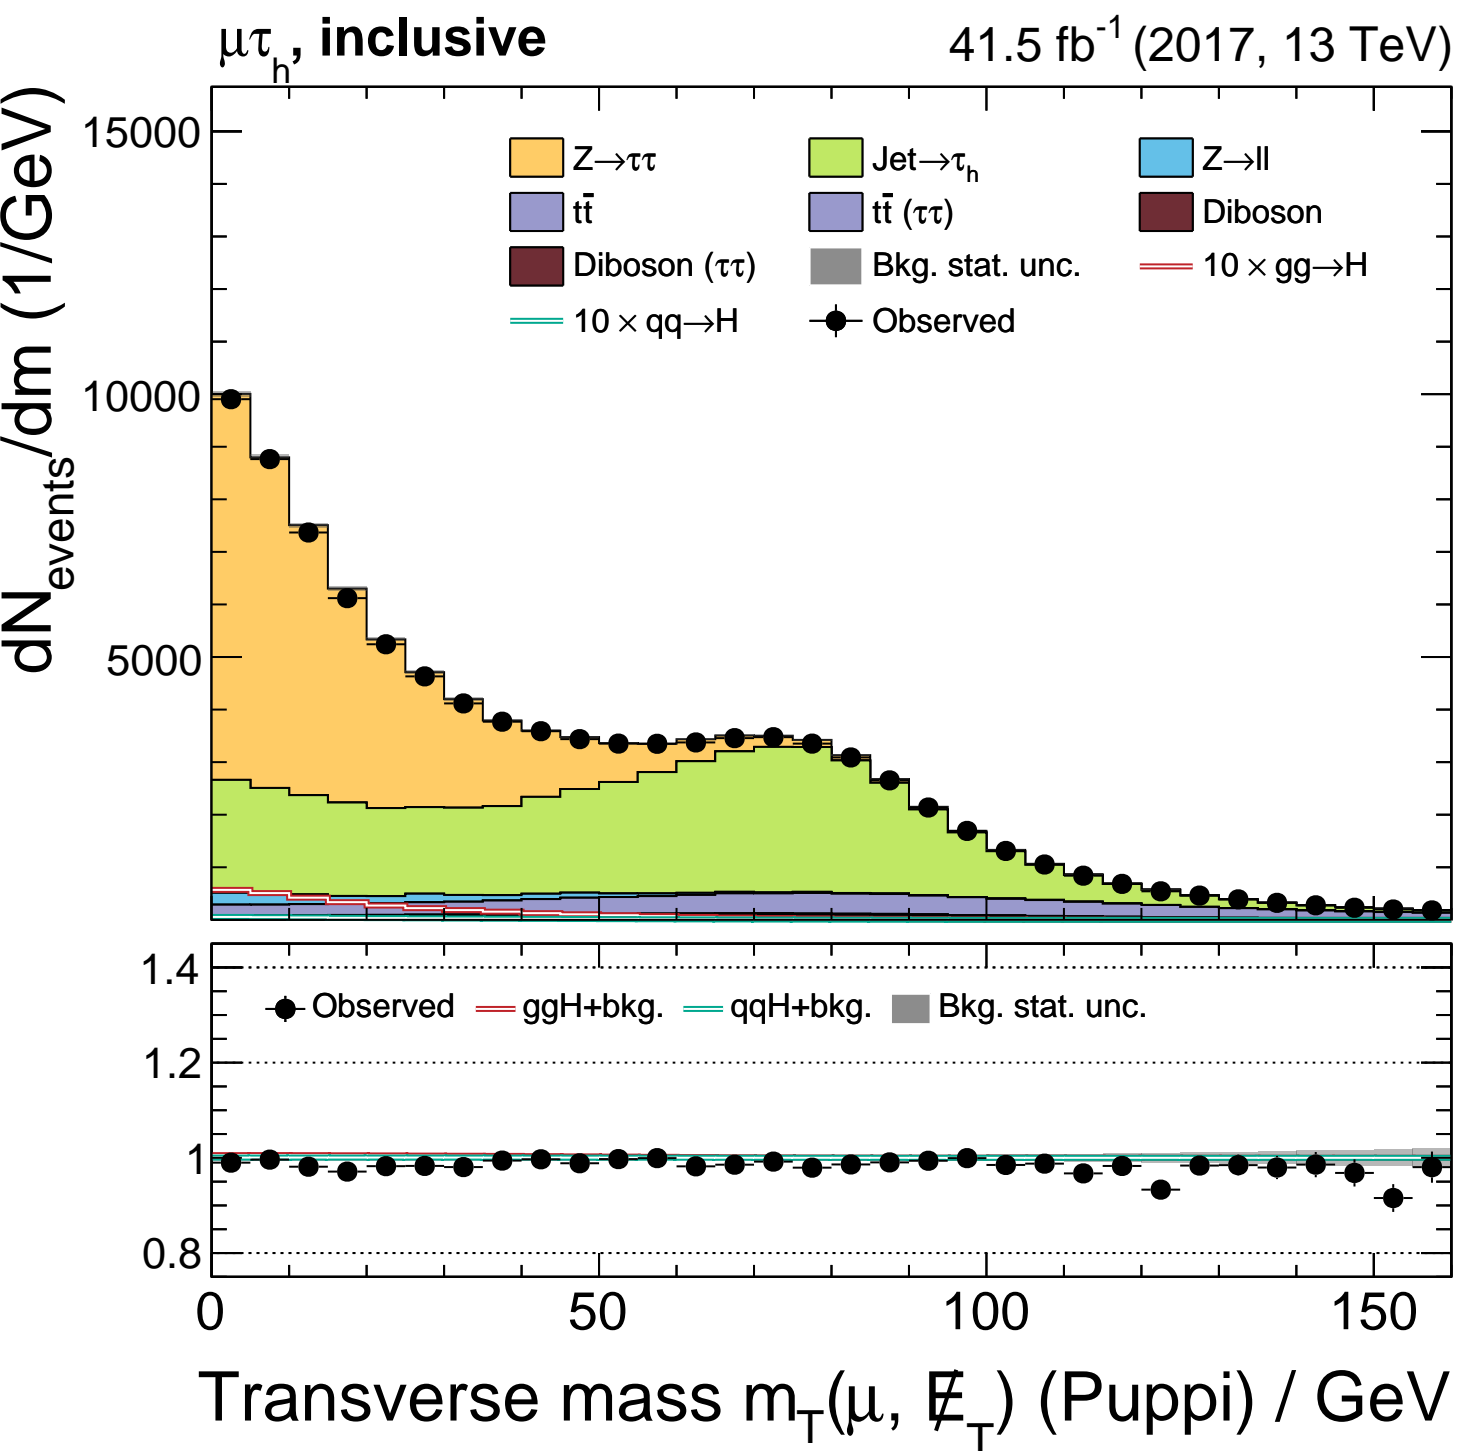 μτh, inclusive 41.5 fb-1 (2017, 13 TeV)
dNevents/dm (1/GeV)
15000
10000
5000
Z→ττ Jet→τh Z→ll
tt̄ tt̄ (ττ) Diboson
Diboson (ττ) Bkg. stat. unc. 10 × gg→H
10 × qq→H Observed
1.4
1.2
1
0.8
Observed ggH+bkg. qqH+bkg. Bkg. stat. unc.
0 50 100 150
Transverse mass mT(μ, E̸T) (Puppi) / GeV